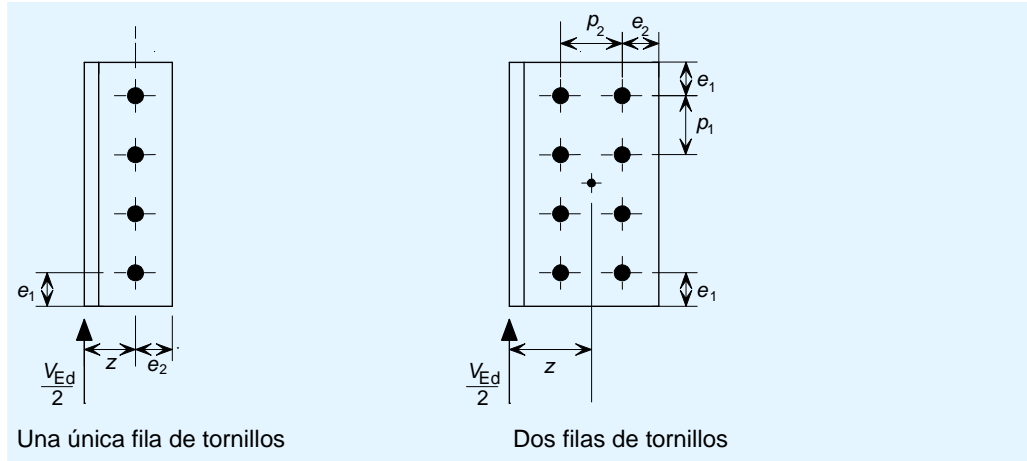 p2 e2
e1
p1
e1
e1
z e2
z
VEd
2
VEd
2
Una única fila de tornillos
Dos filas de tornillos